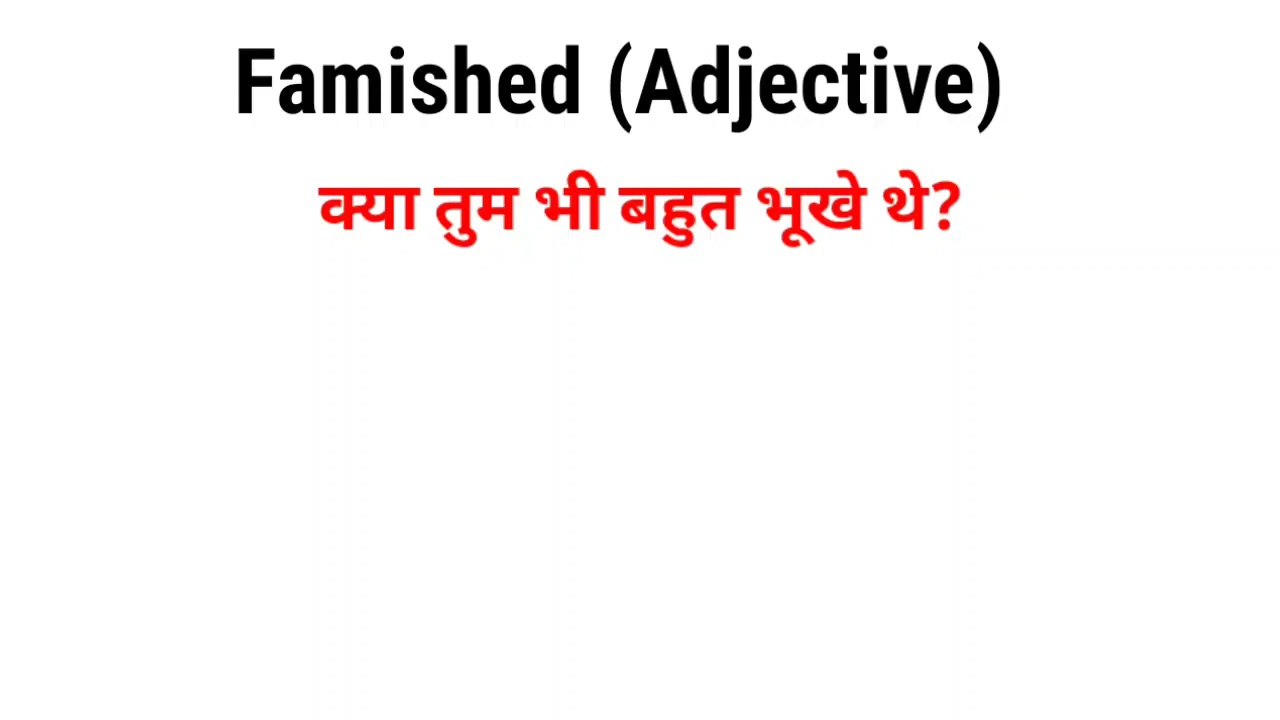 Famished (Adjective)
क्या तुम भी बहुत भूखे थे?